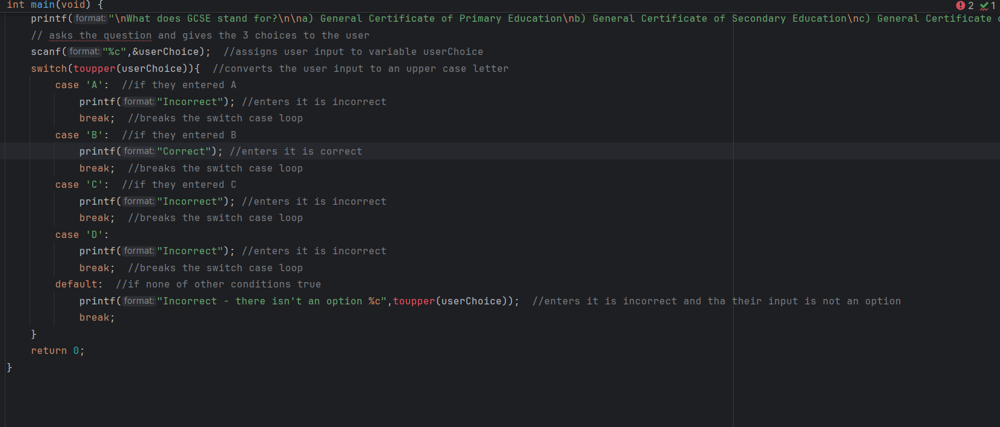 int main(void) {
2 1
printf(format:"\nWhat does GCSE stand for?\n\na) General Certificate of Primary Education\nb) General Certificate of Secondary Education\nc) General Certificate
// asks the question and gives the 3 choices to the user
scanf(format:"%c",&userChoice); //assigns user input to variable userChoice
switch(toupper(userChoice)){ //converts the user input to an upper case letter
case 'A': //if they entered A
printf(format:"Incorrect"); //enters it is incorrect
break; //breaks the switch case loop
case 'B': //if they entered B
printf(format:"Correct"); //enters it is correct
break; //breaks the switch case loop
case 'C': //if they entered C
printf(format:"Incorrect"); //enters it is incorrect
break; //breaks the switch case loop
case 'D':
printf(format:"Incorrect"); //enters it is incorrect
break; //breaks the switch case loop
default: //if none of other conditions true
printf(format:"Incorrect - there isn't an option %c",toupper(userChoice)); //enters it is incorrect and tha their input is not an option
break;
}
return 0;
}